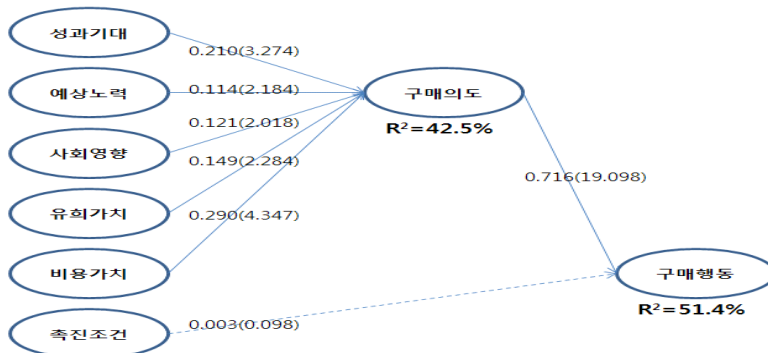 성과기대
0.210(3.274)
예상노력
0.114(2.184)
구매의도
R²=42.5%
0.121(2.018)
사회영향
0.149(2.284)
0.716(19.098)
유희가치
0.290(4.347)
비용가치
구매행동
R²=51.4%
0.003(0.098)
촉진조건